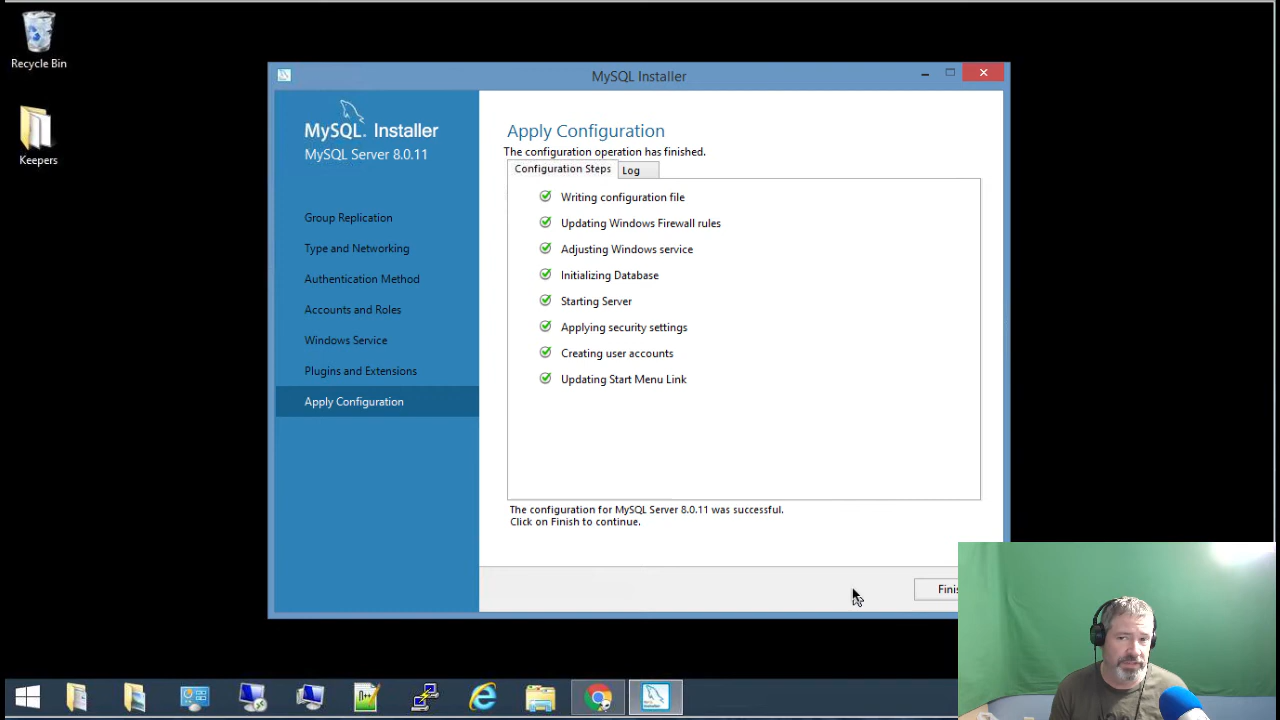 Recycle Bin
Keepers
MySQL Installer
MySQL. Installer
MySQL Server 8.0.11
Group Replication
Type and Networking
Authentication Method
Accounts and Roles
Windows Service
Plugins and Extensions
Apply Configuration
Apply Configuration
The configuration operation has finished.
Configuration Steps
Log
Writing configuration file
Updating Windows Firewall rules
Adjusting Windows service
Initializing Database
Starting Server
Applying security settings
Creating user accounts
Updating Start Menu Link
The configuration for MySQL Server 8.0.11 was successful.
Click on Finish to continue.
Finis